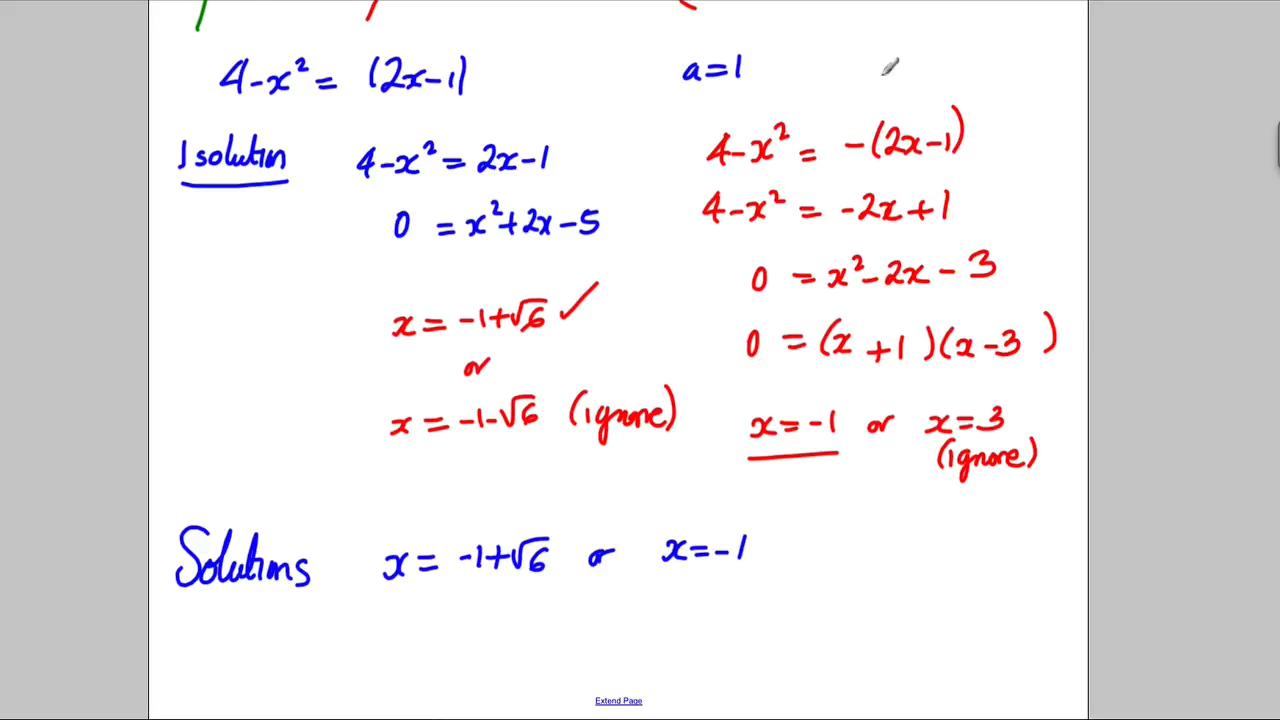 4-x² = (2x-1) a=1
1 solution 4-x² = 2x-1
0 = x²+2x-5
x = -1+√6 ✓
or
x = -1-√6 (ignore)
4-x² = -(2x-1)
4-x² = -2x+1
0 = x²-2x-3
0 = (x+1)(x-3)
x=-1 or x=3
(ignore)
Solutions x = -1+√6 or x=-1
Extend Page